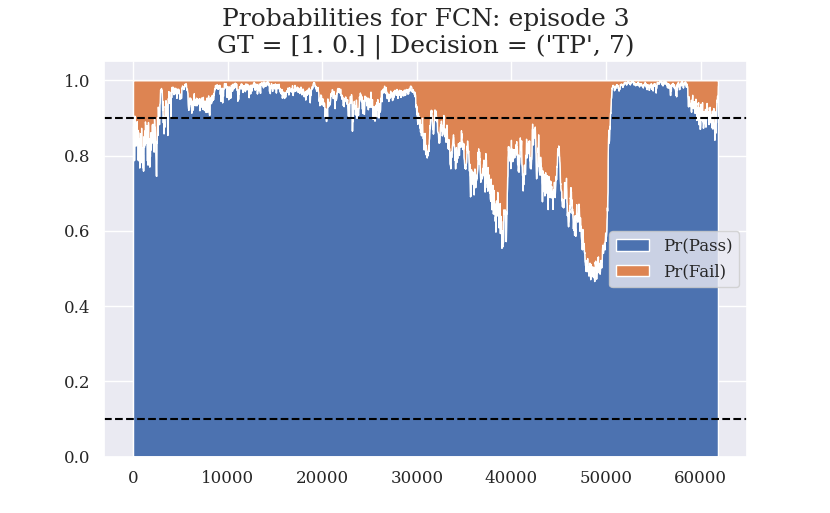 Probabilities for FCN: episode 3
GT = [1. 0.] | Decision = ('TP', 7)
1.0
0.8
0.6
0.4
0.2
0.0
Pr(Pass)
Pr(Fail)
0 10000 20000 30000 40000 50000 60000